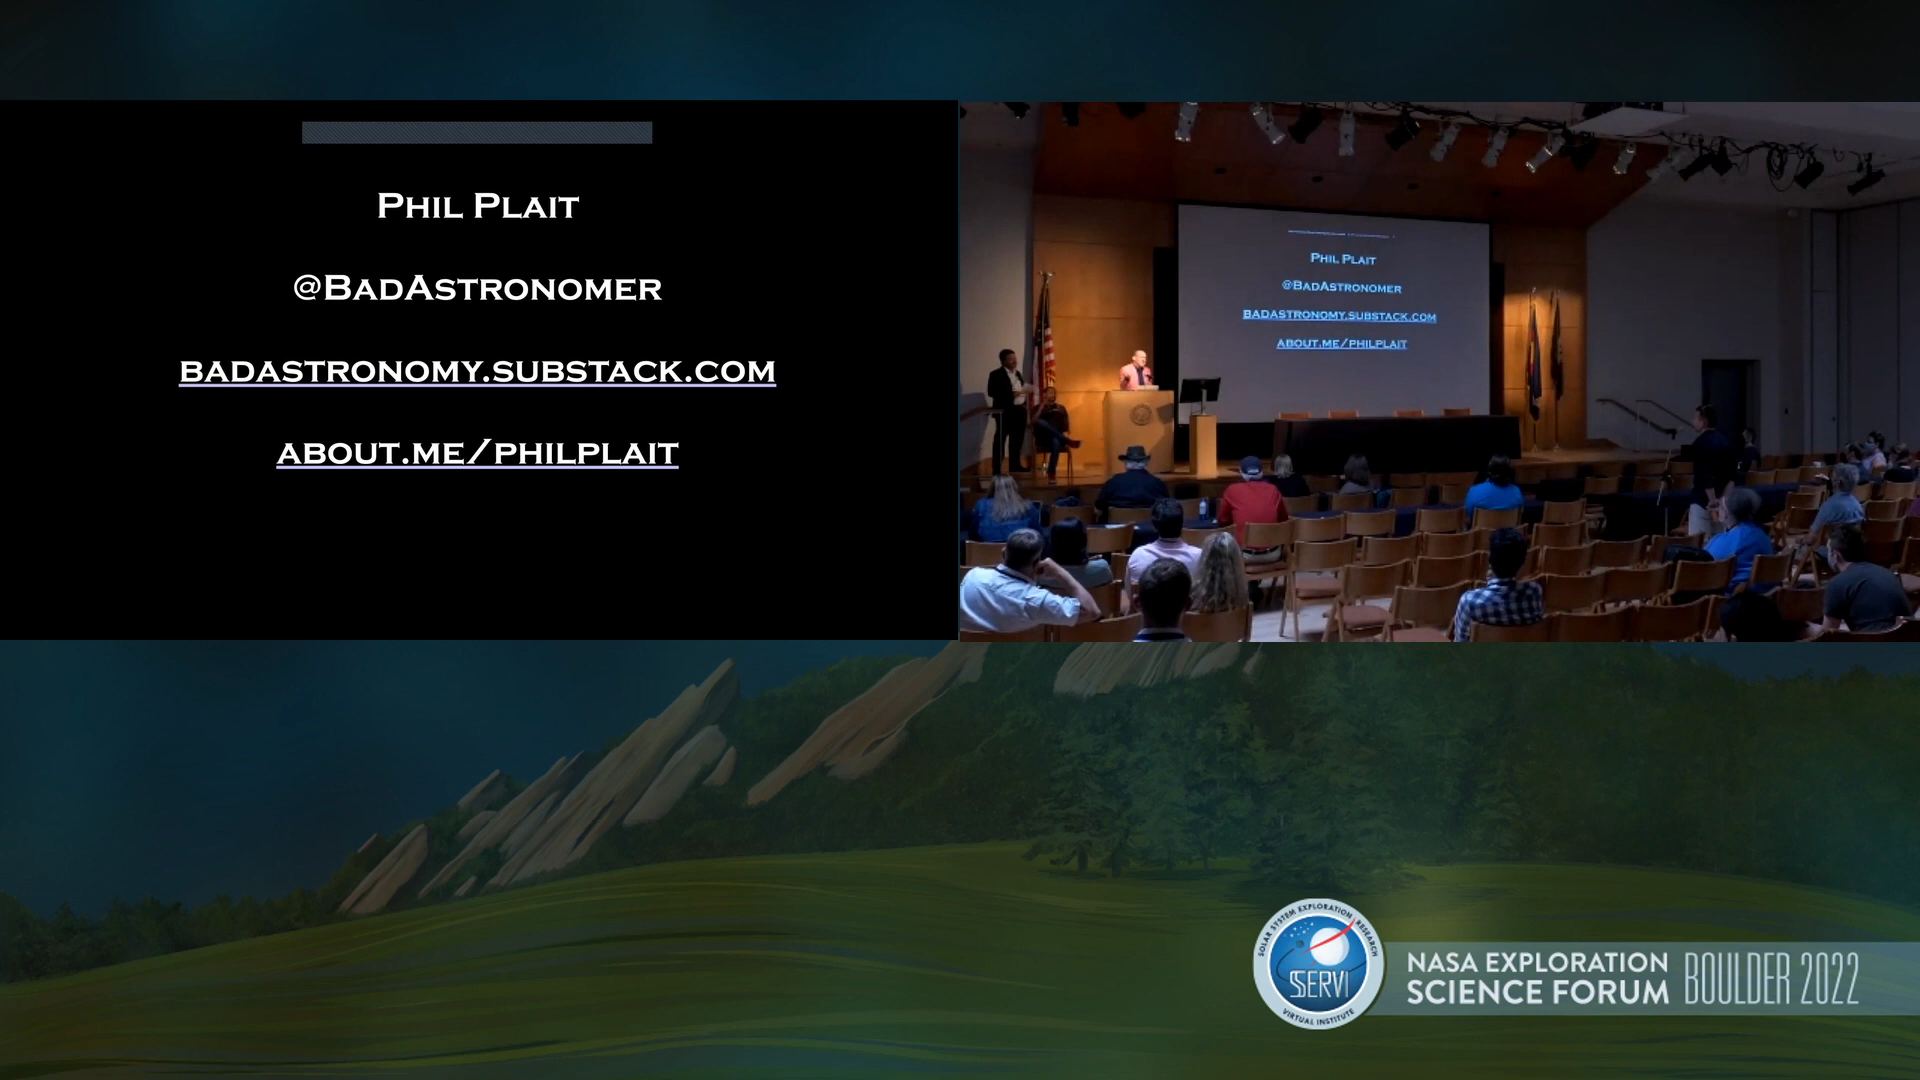 Phil Plait
@BadAstronomer
badastronomy.substack.com
about.me/philplait
Phil Plait
@BadAstronomer
badastronomy.substack.com
about.me/philplait
SOLAR SYSTEM EXPLORATION RESEARCH
SSERVI
VIRTUAL INSTITUTE
NASA EXPLORATION
SCIENCE FORUM
BOULDER 2022